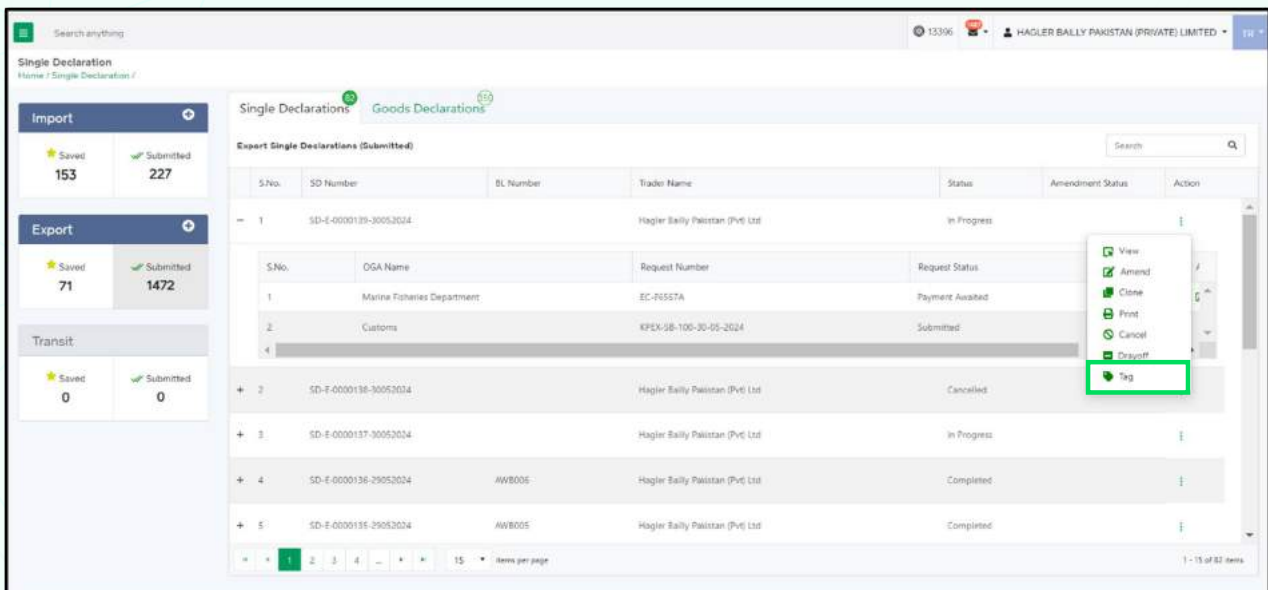 Search anything
13396
HAGLER BALLY PAKISTAN (PRIVATE) LIMITED
TR
Single Declaration
Home / Single Declaration /
Import
Saved
153
Submitted
227
Export
Saved
71
Submitted
1472
Transit
Saved
0
Submitted
0
Single Declarations 82
Goods Declarations
Export Single Declarations (Submitted)
Search
S.No. SD Number BL Number Trader Name Status Amendment Status Action
- 1 SD-E-0000139-30052024 Hagler Bailly Pakistan (Pvt) Ltd In Progress
S.No. OGA Name Request Number Request Status
1 Marine Fisheries Department Payment Awaited
2 Customs KPEX-SB-100-30-05-2024 Submitted
View
Amend
Clone
Print
Cancel
Drayoff
Tag
+ 2 SD-E-0000138-30052024 Hagler Bailly Pakistan (Pvt) Ltd Cancelled
+ 3 SD-E-0000137-30052024 Hagler Bailly Pakistan (Pvt) Ltd In Progress
+ 4 SD-E-0000136-29052024 AWB006 Hagler Bailly Pakistan (Pvt) Ltd Completed
+ 5 SD-E-0000135-29052024 AWB005 Hagler Bailly Pakistan (Pvt) Ltd Completed
1 2 3 4 ... 15 items per page
1 - 15 of 82 items